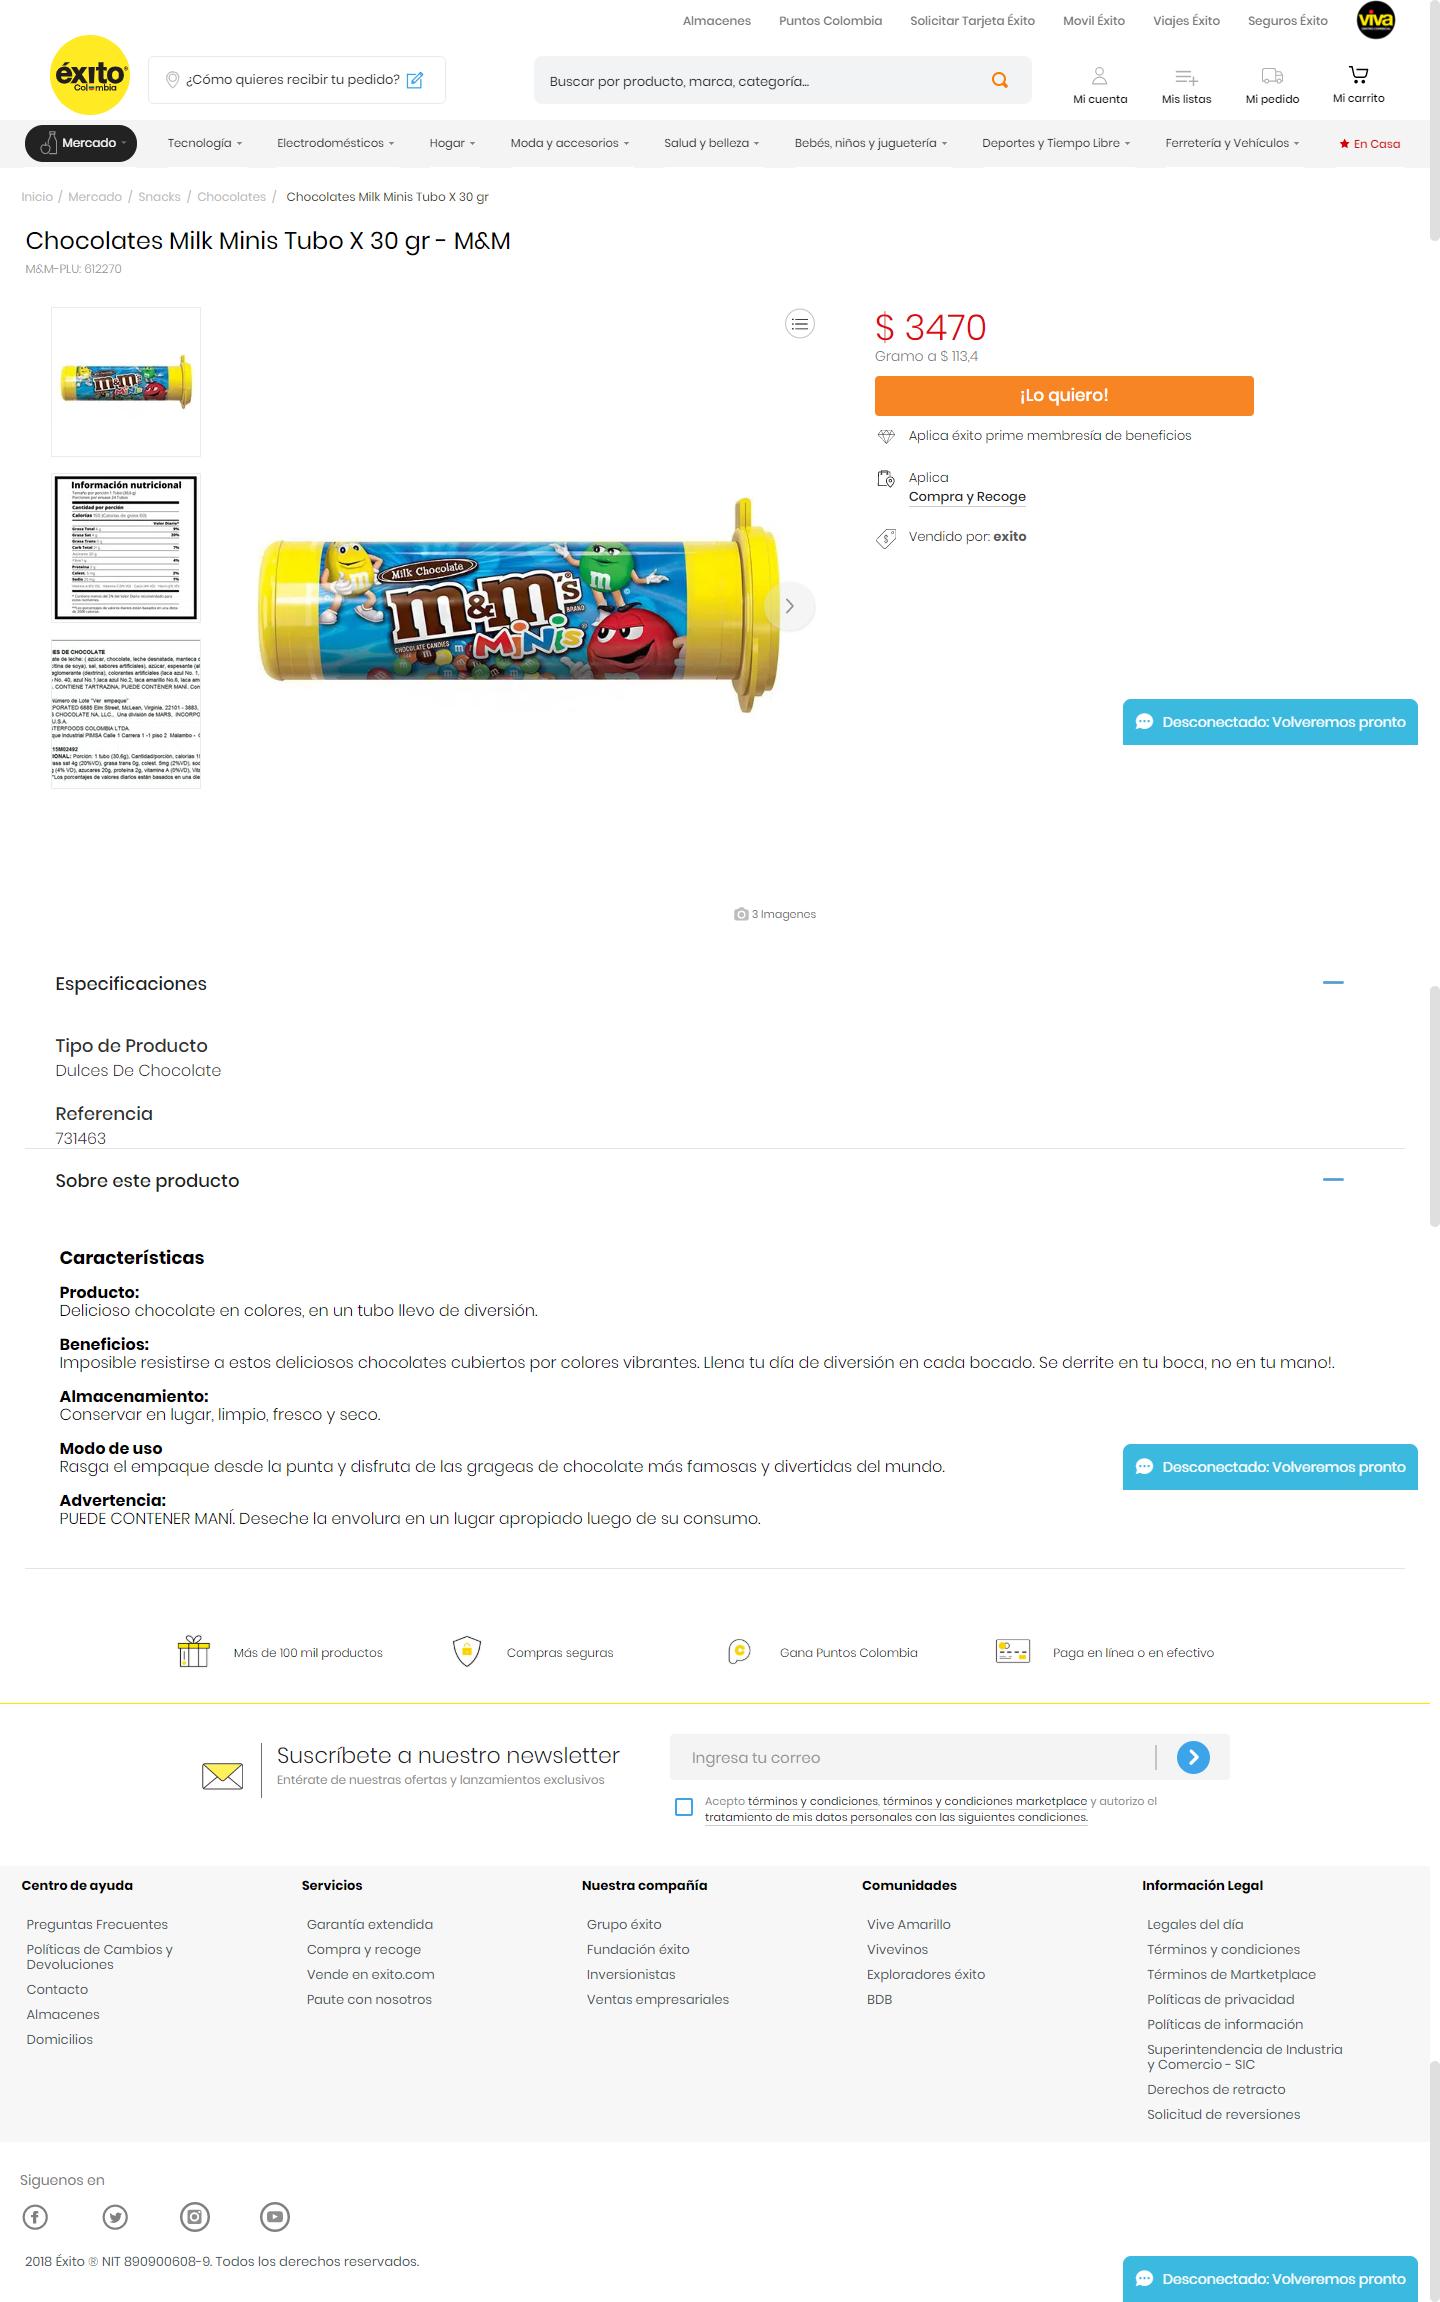 Almacenes Puntos Colombia Solicitar Tarjeta Éxito Movil Éxito Viajes Éxito Seguros Éxito viva
éxito
Colombia
¿Cómo quieres recibir tu pedido?
Buscar por producto, marca, categoría...
Mi cuenta Mis listas Mi pedido Mi carrito
Mercado Tecnología Electrodomésticos Hogar Moda y accesorios Salud y belleza Bebés, niños y juguetería Deportes y Tiempo Libre Ferretería y Vehículos En Casa
Inicio / Mercado / Snacks / Chocolates / Chocolates Milk Minis Tubo X 30 gr
Chocolates Milk Minis Tubo X 30 gr - M&M
M&M-PLU: 612270
Información nutricional
Cantidad por porción
Milk Chocolate
m&m's
BRAND
MINIS
CHOCOLATE CANDIES
$ 3470
Gramo a $ 113,4
¡Lo quiero!
Aplica éxito prime membresía de beneficios
Aplica
Compra y Recoge
Vendido por: exito
Desconectado: Volveremos pronto
3 Imagenes
Especificaciones
Tipo de Producto
Dulces De Chocolate
Referencia
731463
Sobre este producto
Características
Producto:
Delicioso chocolate en colores, en un tubo llevo de diversión.
Beneficios:
Imposible resistirse a estos deliciosos chocolates cubiertos por colores vibrantes. Llena tu día de diversión en cada bocado. Se derrite en tu boca, no en tu mano!.
Almacenamiento:
Conservar en lugar, limpio, fresco y seco.
Modo de uso
Rasga el empaque desde la punta y disfruta de las grageas de chocolate más famosas y divertidas del mundo.
Desconectado: Volveremos pronto
Advertencia:
PUEDE CONTENER MANÍ. Deseche la envolura en un lugar apropiado luego de su consumo.
Más de 100 mil productos Compras seguras Gana Puntos Colombia Paga en línea o en efectivo
Suscríbete a nuestro newsletter
Entérate de nuestras ofertas y lanzamientos exclusivos
Ingresa tu correo
Acepto términos y condiciones, términos y condiciones marketplace y autorizo el
tratamiento de mis datos personales con las siguientes condiciones.
Centro de ayuda
Preguntas Frecuentes
Políticas de Cambios y
Devoluciones
Contacto
Almacenes
Domicilios
Servicios
Garantía extendida
Compra y recoge
Vende en exito.com
Paute con nosotros
Nuestra compañía
Grupo éxito
Fundación éxito
Inversionistas
Ventas empresariales
Comunidades
Vive Amarillo
Vivevinos
Exploradores éxito
BDB
Información Legal
Legales del día
Términos y condiciones
Términos de Martketplace
Políticas de privacidad
Políticas de información
Superintendencia de Industria
y Comercio - SIC
Derechos de retracto
Solicitud de reversiones
Siguenos en
2018 Éxito ® NIT 890900608-9. Todos los derechos reservados.
Desconectado: Volveremos pronto